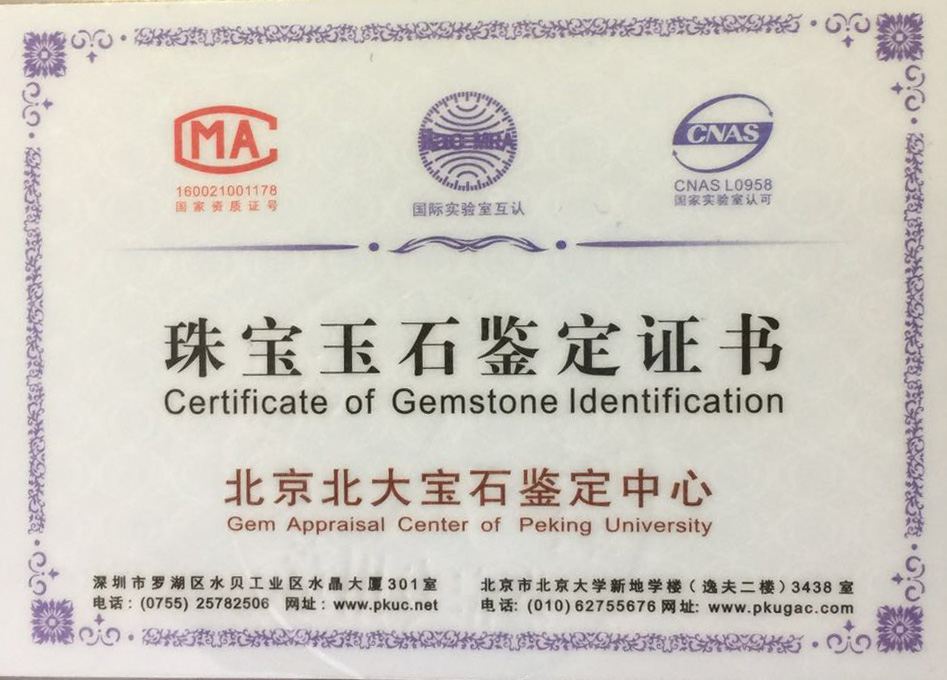 CMA
ilac-MRA
CNAS
160021001178
国家资质证号
国际实验室互认
CNAS L0958
国家实验室认可
珠宝玉石鉴定证书
Certificate of Gemstone Identification
北京北大宝石鉴定中心
Gem Appraisal Center of Peking University
深圳市罗湖区水贝工业区水晶大厦301室
电话：(0755) 25782506 网址：www.pkuc.net
北京市北京大学新地学楼（逸夫二楼）3438室
电话：(010) 62755676 网址：www.pkugac.com